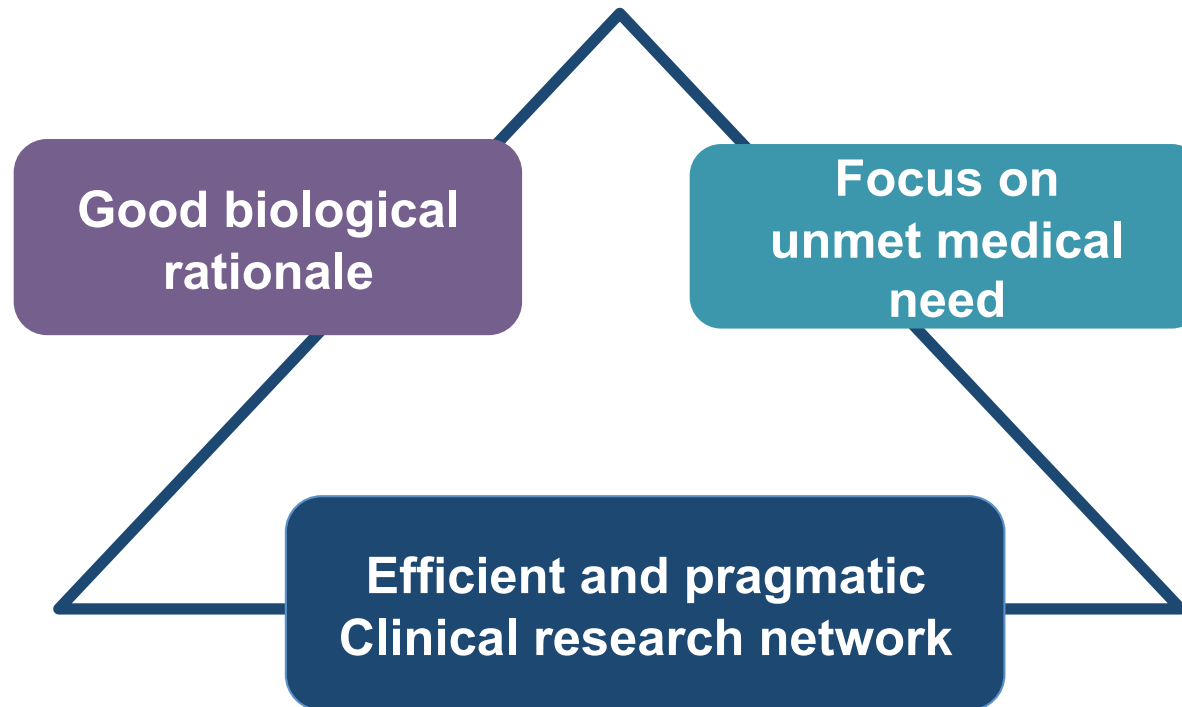 Good biological
rationale
Focus on
unmet medical
need
Efficient and pragmatic
Clinical research network